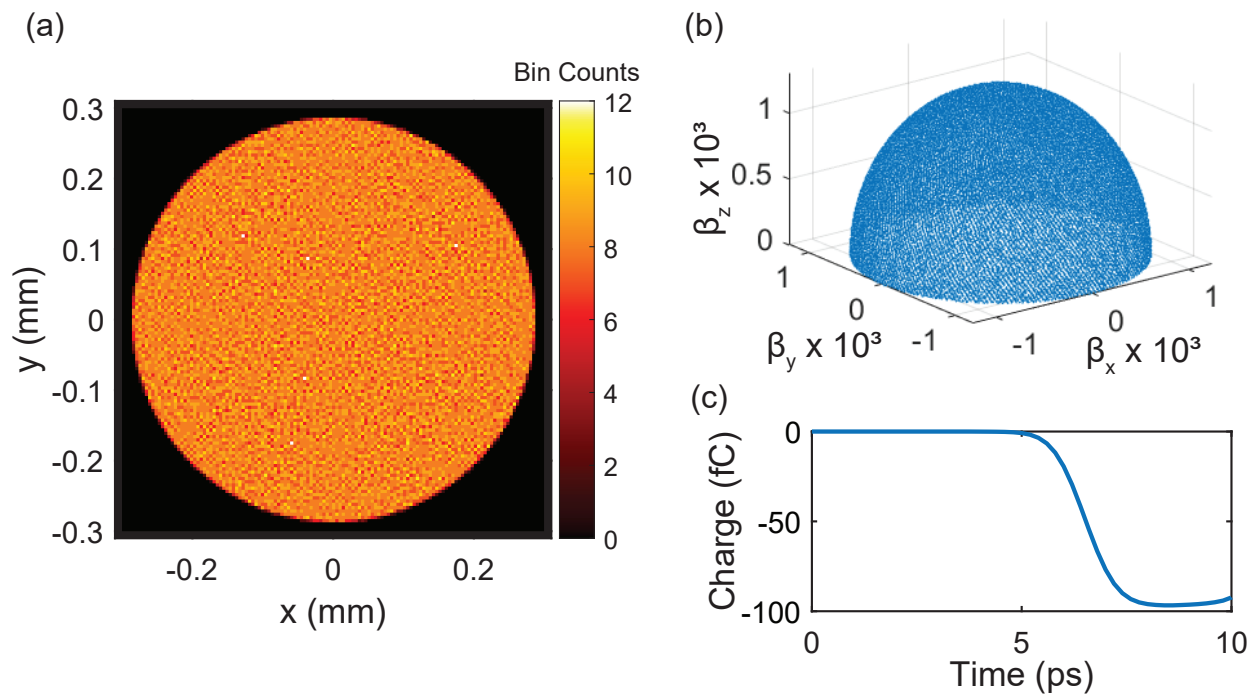 (a)
Bin Counts
0.3
0.2
0.1
0
-0.1
-0.2
-0.3
y (mm)
-0.2
0
0.2
x (mm)
12
10
8
6
4
2
0
(b)
1
0.5
0
β_z x 10³
1
0
-1
β_y x 10³
-1
0
1
β_x x 10³
(c)
0
-50
-100
Charge (fC)
0
5
10
Time (ps)